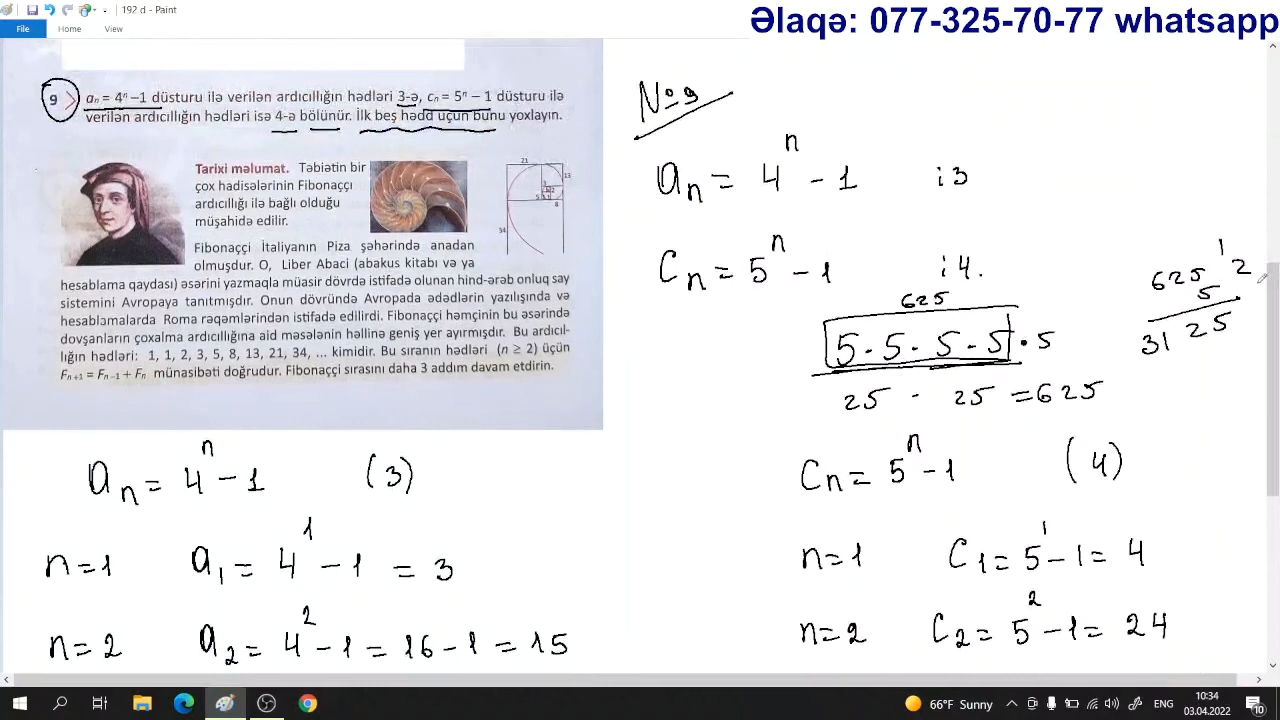 192 d - Paint
Əlaqə: 077-325-70-77 whatsapp
File Home View
9 aₙ = 4ⁿ – 1 düsturu ilə verilən ardıcıllığın hədləri 3-ə, cₙ = 5ⁿ – 1 düsturu ilə
verilən ardıcıllığın hədləri isə 4-ə bölünür. İlk beş hədd üçün bunu yoxlayın.
Tarixi məlumat. Təbiətin bir
çox hadisələrinin Fibonaççi
ardıcıllığı ilə bağlı olduğu
müşahidə edilir.
21
13
5
8
34
Fibonaççi İtaliyanın Piza şəhərində anadan
olmuşdur. O, Liber Abaci (abakus kitabı və ya
hesablama qaydası) əsərini yazmaqla müasir dövrdə istifadə olunan hind-ərəb onluq say
sistemini Avropaya tanıtmışdır. Onun dövründə Avropada ədədlərin yazılışında və
hesablamalarda Roma rəqəmlərindən istifadə edilirdi. Fibonaççi həmçinin bu əsərində
dovşanların çoxalma ardıcıllığına aid məsələnin həllinə geniş yer ayırmışdır. Bu ardıcıl-
lığın hədləri: 1, 1, 2, 3, 5, 8, 13, 21, 34, ... kimidir. Bu sıranın hədləri (n ≥ 2) üçün
Fₙ₊₁ = Fₙ₋₁ + Fₙ münasibəti doğrudur. Fibonaççi sırasını daha 3 addım davam etdirin.
№ 9
aₙ = 4ⁿ - 1 : 3
cₙ = 5ⁿ - 1 : 4.
625
5 · 5 · 5 · 5 · 5
25 · 25 = 625
1 2
625
5
3125
aₙ = 4ⁿ - 1 (3)
n = 1 a₁ = 4¹ - 1 = 3
n = 2 a₂ = 4² - 1 = 16 - 1 = 15
cₙ = 5ⁿ - 1 (4)
n = 1 c₁ = 5¹ - 1 = 4
n = 2 c₂ = 5² - 1 = 24
66°F Sunny ENG 10:34
03.04.2022 10